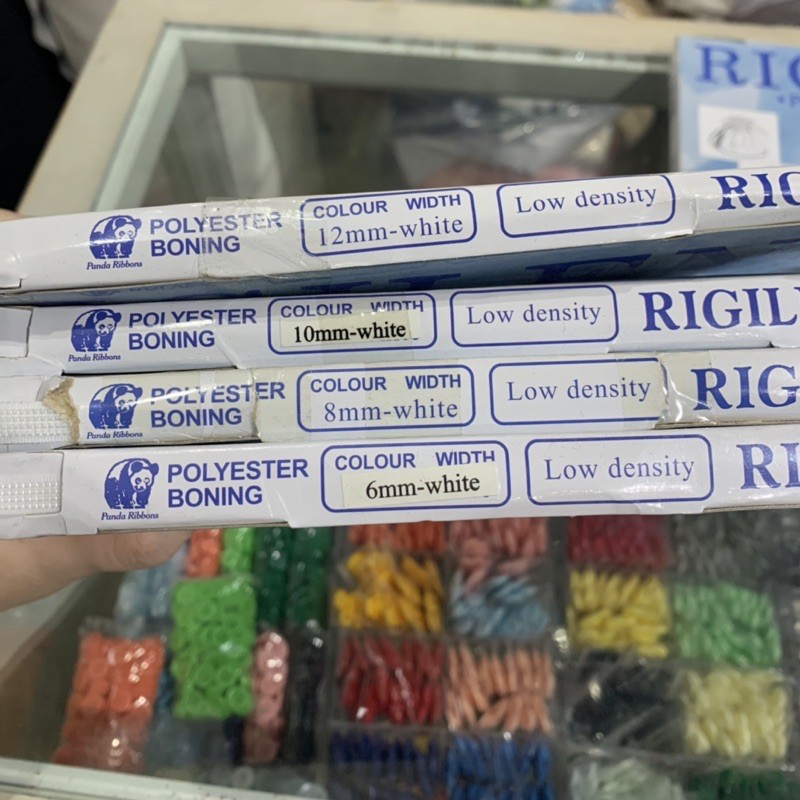 RIG
POLYESTER
BONING
Panda Ribbons
COLOUR WIDTH
12mm-white
Low density
RIG
POLYESTER
BONING
Panda Ribbons
COLOUR WIDTH
10mm-white
Low density
RIGIL
POLYESTER
BONING
Panda Ribbons
COLOUR WIDTH
8mm-white
Low density
RIG
POLYESTER
BONING
Panda Ribbons
COLOUR WIDTH
6mm-white
Low density
RI